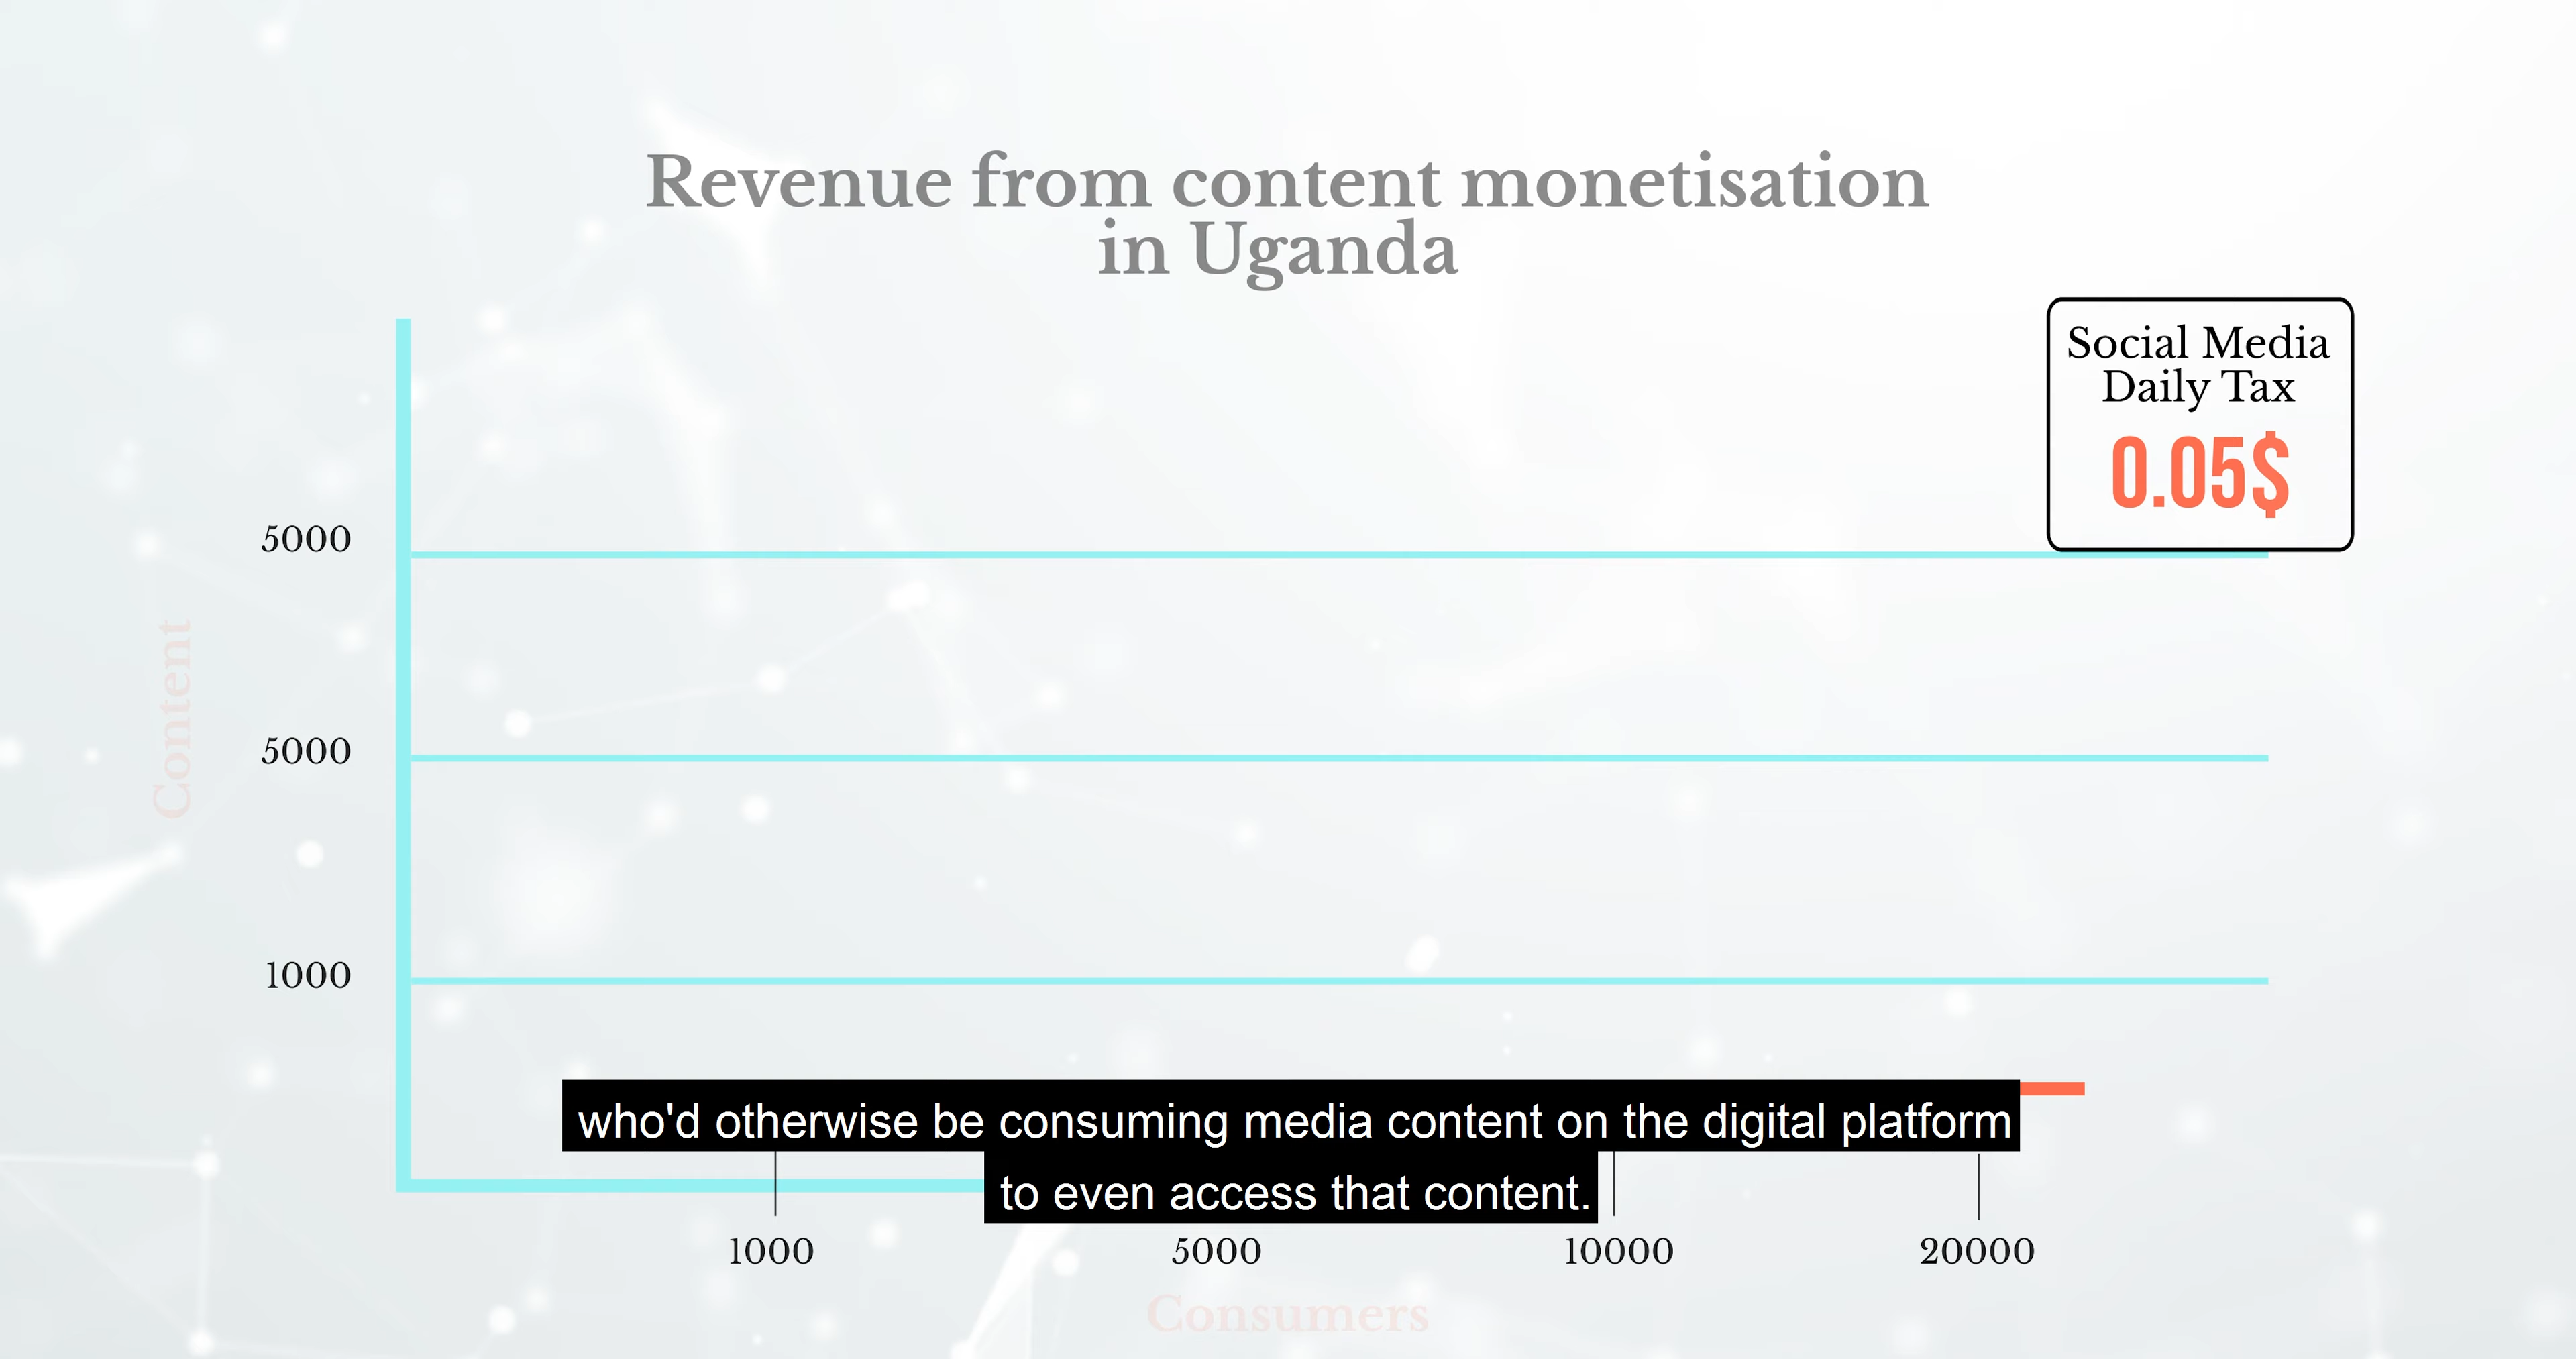 Revenue from content monetisation
in Uganda
Social Media
Daily Tax
0.05$
5000
5000
1000
Content
who'd otherwise be consuming media content on the digital platform
to even access that content.
1000
5000
10000
20000
Consumers